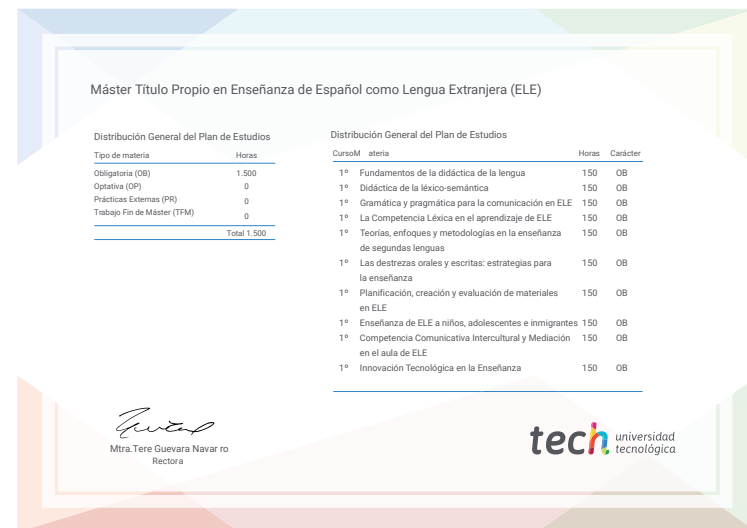 Máster Título Propio en Enseñanza de Español como Lengua Extranjera (ELE)
Distribución General del Plan de Estudios
Tipo de materia Horas
Obligatoria (OB) 1.500
Optativa (OP) 0
Prácticas Externas (PR) 0
Trabajo Fin de Máster (TFM) 0
Total 1.500
Distribución General del Plan de Estudios
CursoM ateria Horas Carácter
1º Fundamentos de la didáctica de la lengua 150 OB
1º Didáctica de la léxico-semántica 150 OB
1º Gramática y pragmática para la comunicación en ELE 150 OB
1º La Competencia Léxica en el aprendizaje de ELE 150 OB
1º Teorías, enfoques y metodologías en la enseñanza 150 OB
de segundas lenguas
1º Las destrezas orales y escritas: estrategias para 150 OB
la enseñanza
1º Planificación, creación y evaluación de materiales 150 OB
en ELE
1º Enseñanza de ELE a niños, adolescentes e inmigrantes 150 OB
1º Competencia Comunicativa Intercultural y Mediación 150 OB
en el aula de ELE
1º Innovación Tecnológica en la Enseñanza 150 OB
Mtra.Tere Guevara Navar ro
Rectora
tech universidad
tecnológica